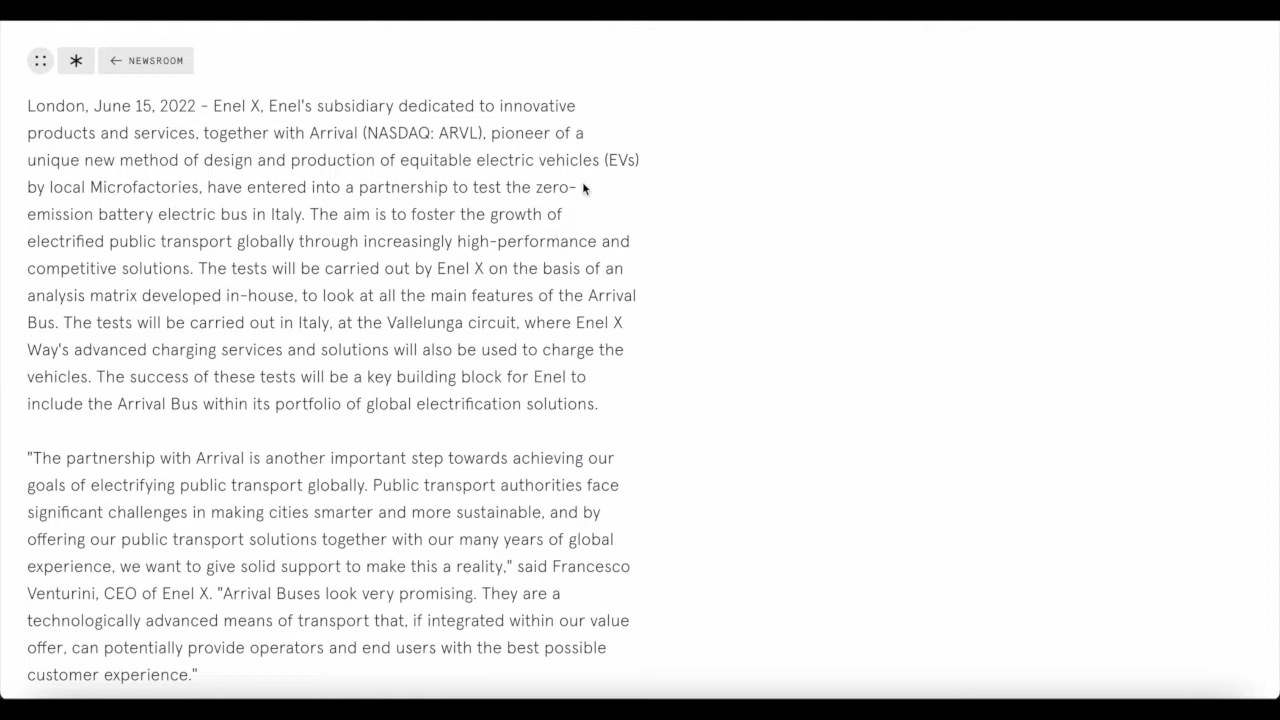 NEWSROOM
London, June 15, 2022 - Enel X, Enel's subsidiary dedicated to innovative
products and services, together with Arrival (NASDAQ: ARVL), pioneer of a
unique new method of design and production of equitable electric vehicles (EVs)
by local Microfactories, have entered into a partnership to test the zero-
emission battery electric bus in Italy. The aim is to foster the growth of
electrified public transport globally through increasingly high-performance and
competitive solutions. The tests will be carried out by Enel X on the basis of an
analysis matrix developed in-house, to look at all the main features of the Arrival
Bus. The tests will be carried out in Italy, at the Vallelunga circuit, where Enel X
Way's advanced charging services and solutions will also be used to charge the
vehicles. The success of these tests will be a key building block for Enel to
include the Arrival Bus within its portfolio of global electrification solutions.
"The partnership with Arrival is another important step towards achieving our
goals of electrifying public transport globally. Public transport authorities face
significant challenges in making cities smarter and more sustainable, and by
offering our public transport solutions together with our many years of global
experience, we want to give solid support to make this a reality," said Francesco
Venturini, CEO of Enel X. "Arrival Buses look very promising. They are a
technologically advanced means of transport that, if integrated within our value
offer, can potentially provide operators and end users with the best possible
customer experience."